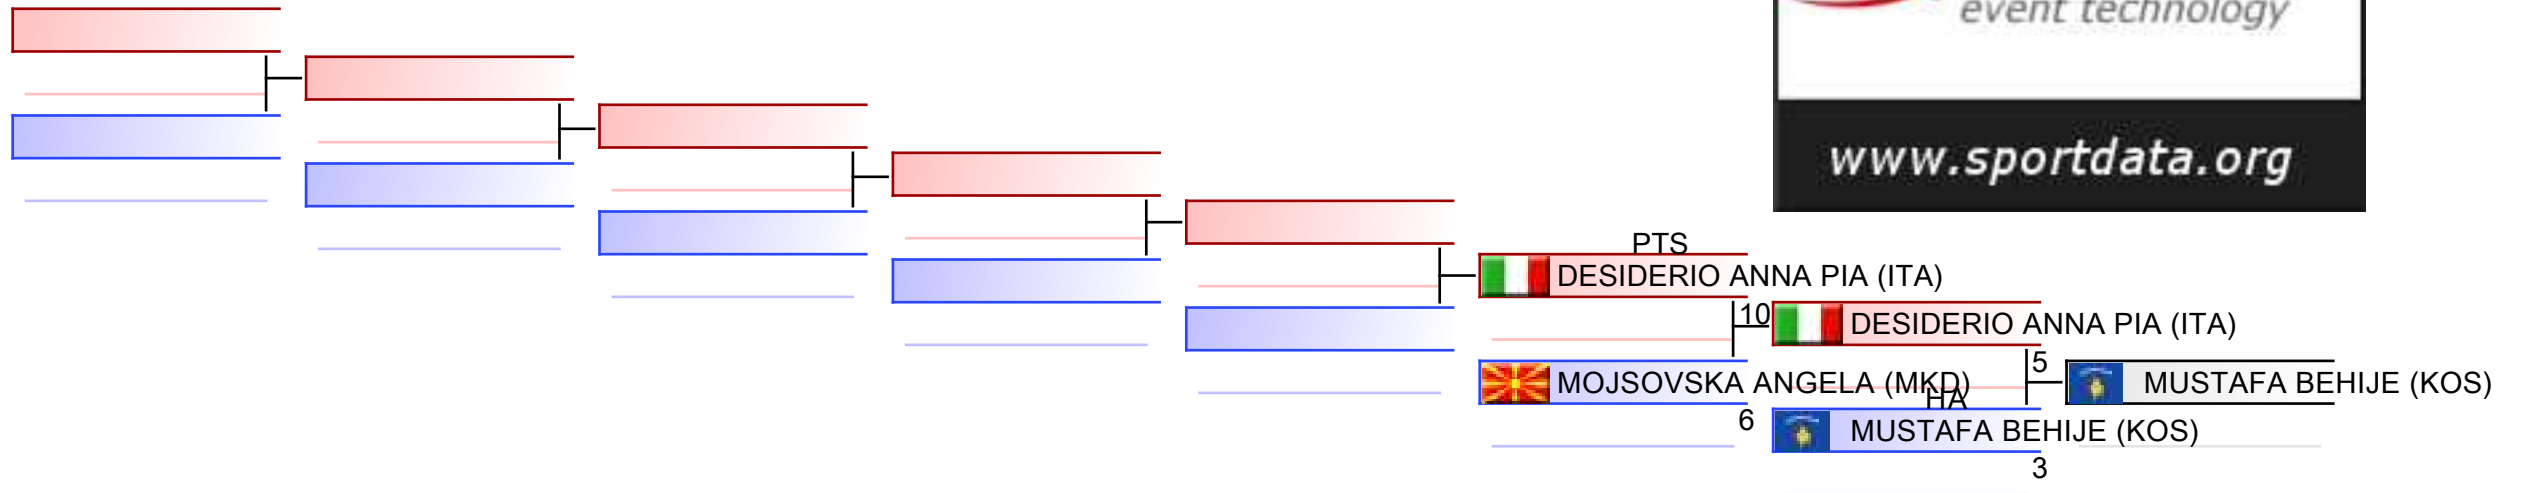 event technology
www.sportdata.org
PTS
DESIDERIO ANNA PIA (ITA)
10
DESIDERIO ANNA PIA (ITA)
5
MOJSOVSKA ANGELA (MKD)
MUSTAFA BEHIJE (KOS)
HA
6
MUSTAFA BEHIJE (KOS)
3